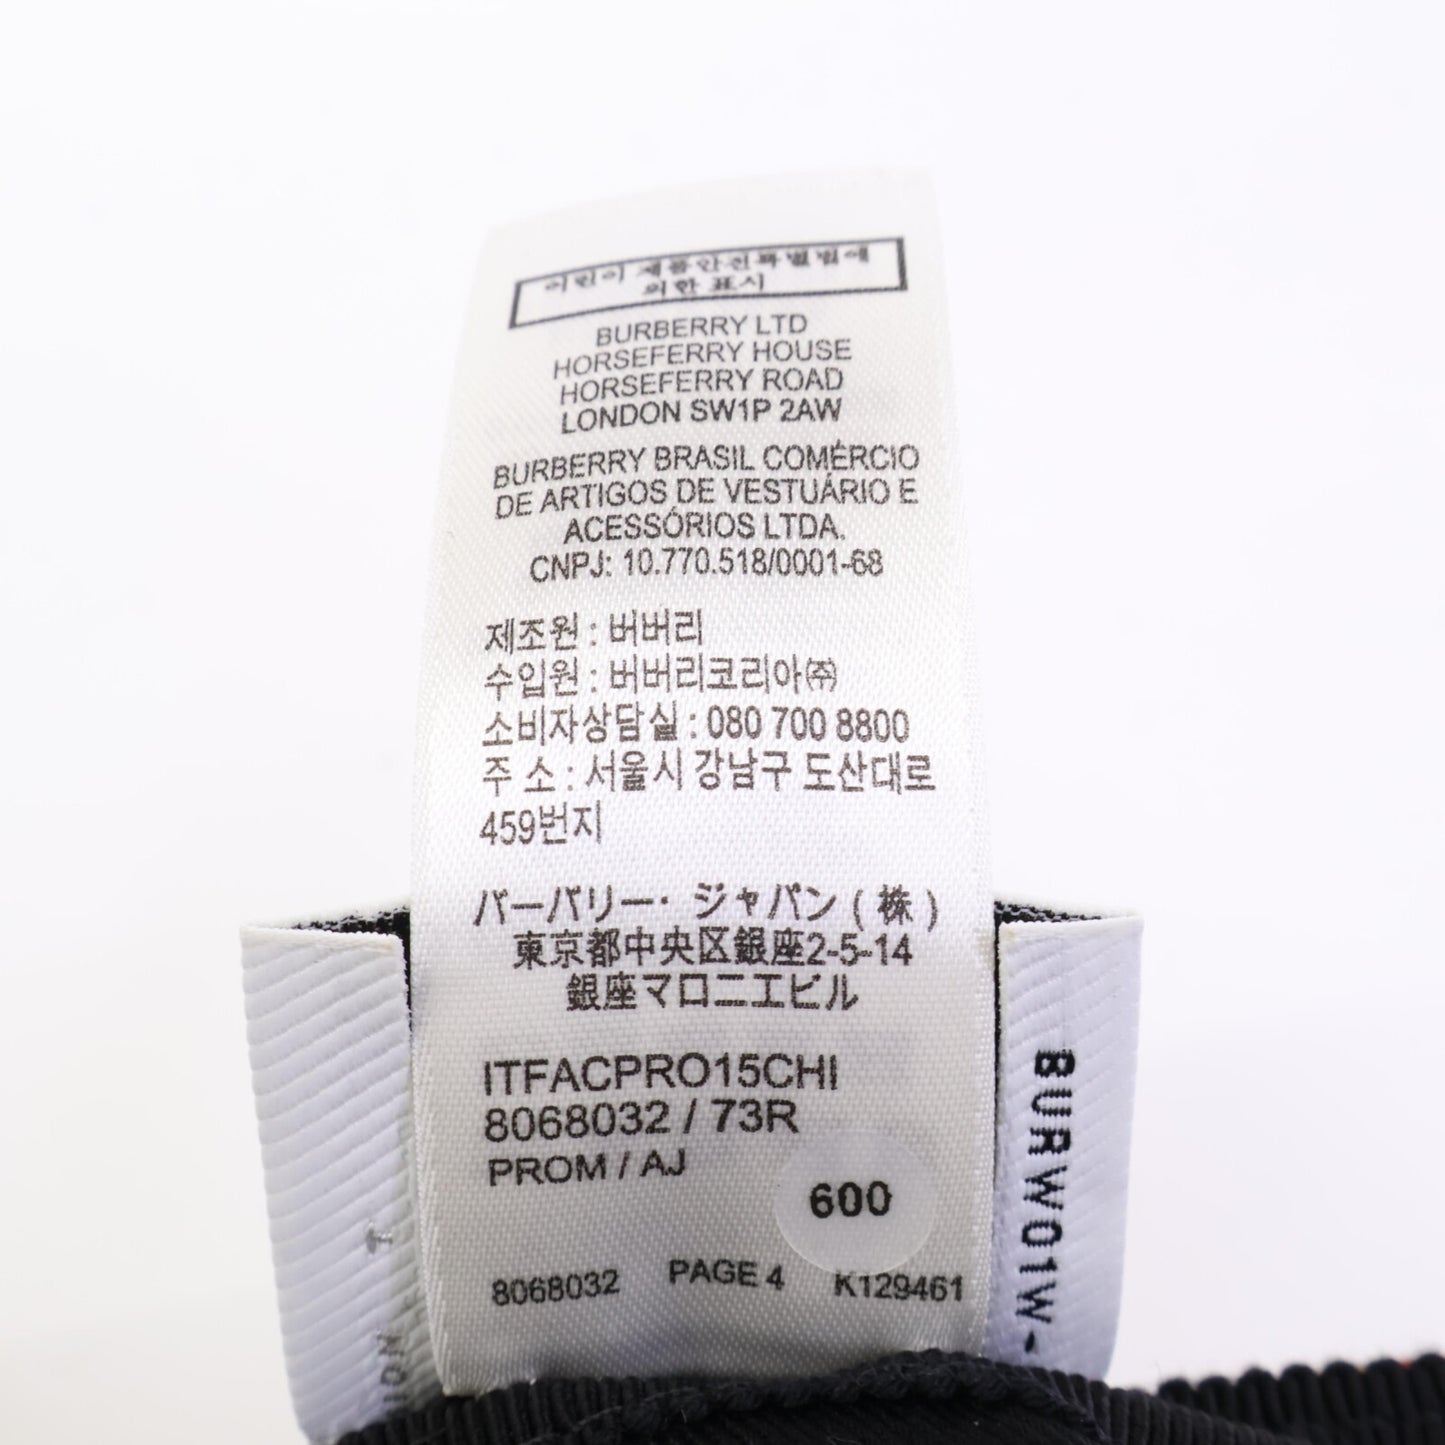 어린이 제품안전특별법에
의한 표시
BURBERRY LTD
HORSEFERRY HOUSE
HORSEFERRY ROAD
LONDON SW1P 2AW
BURBERRY BRASIL COMÉRCIO
DE ARTIGOS DE VESTUÁRIO E
ACESSÓRIOS LTDA.
CNPJ: 10.770.518/0001-68
제조원 : 버버리
수입원 : 버버리코리아㈜
소비자상담실 : 080 700 8800
주 소 : 서울시 강남구 도산대로
459번지
バーバリー・ジャパン(株)
東京都中央区銀座2-5-14
銀座マロニエビル
ITFACPRO15CHI
8068032 / 73R
PROM / AJ
600
8068032 PAGE 4 K129461
BURW01W